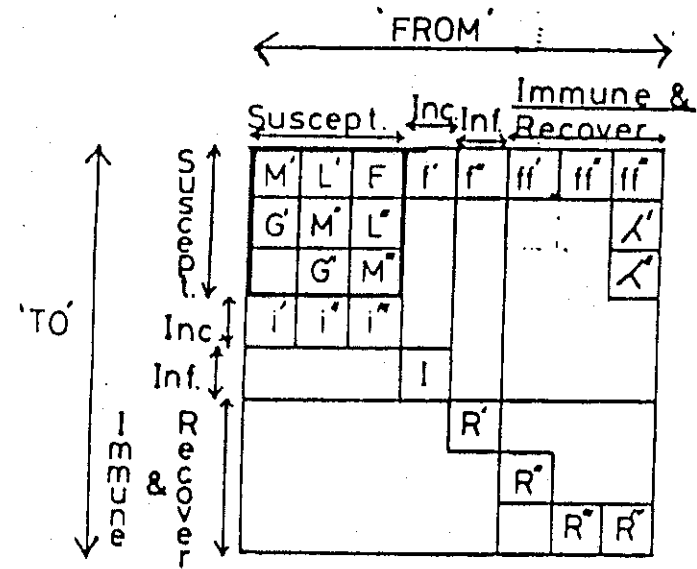 'FROM'
Immune &
Suscept. Inc. Inf. Recover
M' L' F f' f" ff' ff" ff"
G' M" L" λ'
G" M" λ"
i' i" i"
I
R'
R"
R" R"
Suscept.
Inc
Inf.
Immune & Recover
'TO'